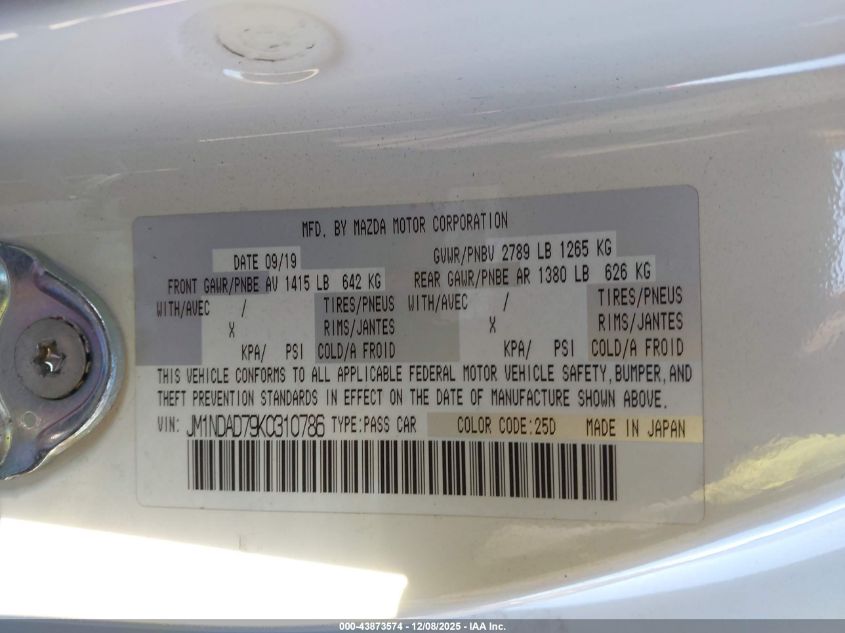 MFD. BY MAZDA MOTOR CORPORATION
DATE 09/19 GVWR/PNBV 2789 LB 1265 KG
FRONT GAWR/PNBE AV 1415 LB 642 KG REAR GAWR/PNBE AR 1380 LB 626 KG
WITH/AVEC / TIRES/PNEUS WITH/AVEC / TIRES/PNEUS
X RIMS/JANTES X RIMS/JANTES
KPA/ PSI COLD/A FROID KPA/ PSI COLD/A FROID
THIS VEHICLE CONFORMS TO ALL APPLICABLE FEDERAL MOTOR VEHICLE SAFETY, BUMPER, AND
THEFT PREVENTION STANDARDS IN EFFECT ON THE DATE OF MANUFACTURE SHOWN ABOVE.
VIN: JM1NDAD79K0310786 TYPE:PASS CAR COLOR CODE:25D MADE IN JAPAN
000-43873574 - 12/08/2025 - IAA Inc.